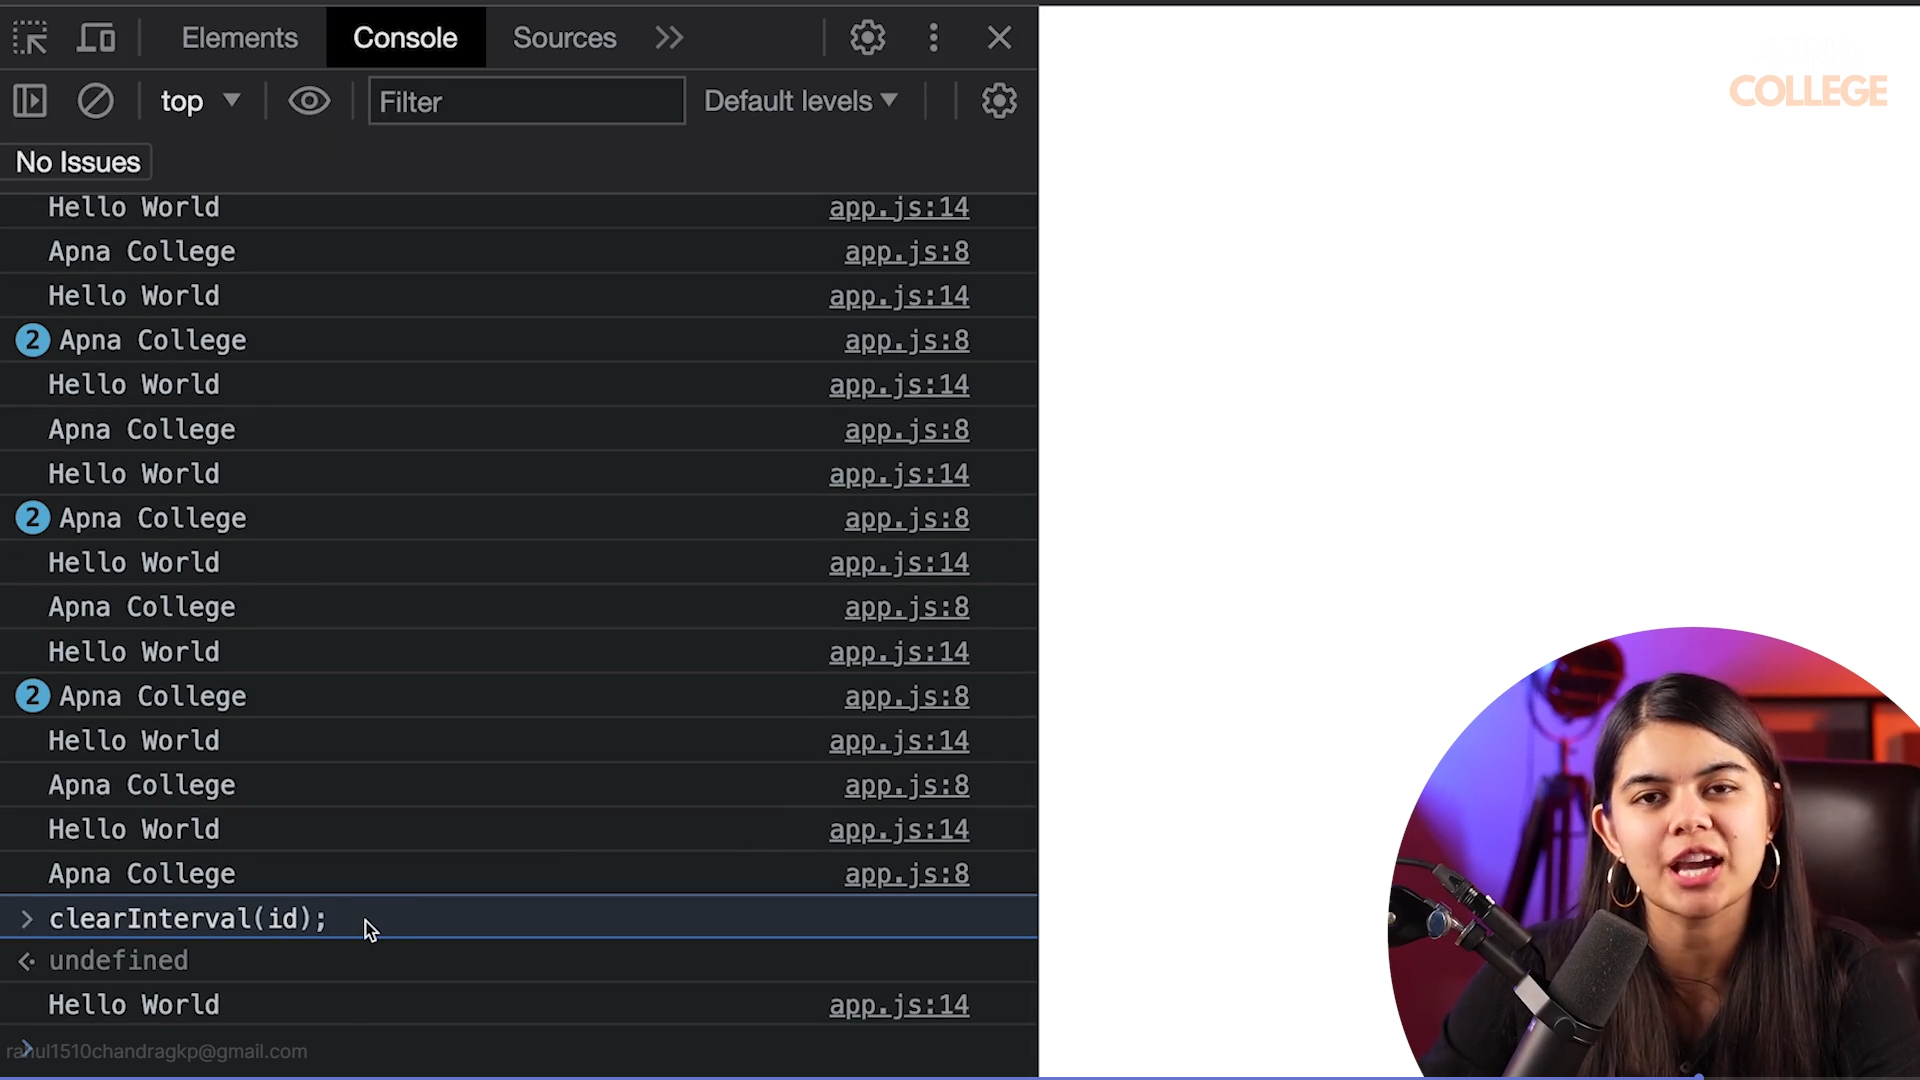 Elements Console Sources
top Filter Default levels
COLLEGE
No Issues
Hello World app.js:14
Apna College app.js:8
Hello World app.js:14
2 Apna College app.js:8
Hello World app.js:14
Apna College app.js:8
Hello World app.js:14
2 Apna College app.js:8
Hello World app.js:14
Apna College app.js:8
Hello World app.js:14
2 Apna College app.js:8
Hello World app.js:14
Apna College app.js:8
Hello World app.js:14
Apna College app.js:8
> clearInterval(id);
undefined
Hello World app.js:14
rahul1510chandragkp@gmail.com